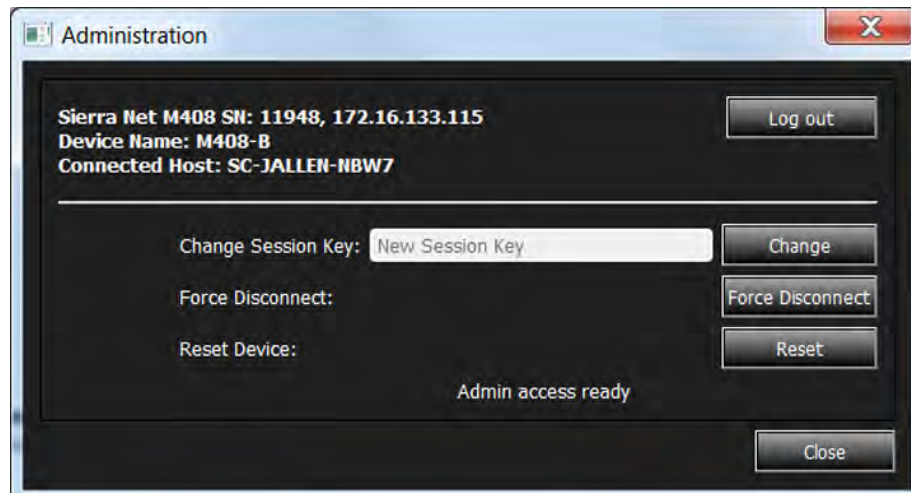 Administration
Sierra Net M408 SN: 11948, 172.16.133.115
Log out
Device Name: M408-B
Connected Host: SC-JALLEN-NBW7
Change Session Key: New Session Key Change
Force Disconnect: Force Disconnect
Reset Device: Reset
Admin access ready
Close